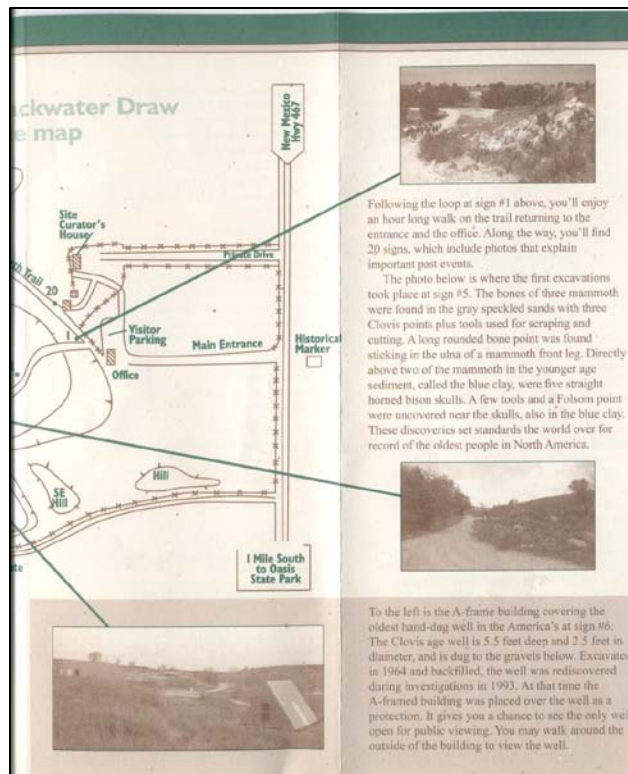 ackwater Draw
e map
New Mexico
Hwy 467
Site
Curator's
House
Private Drive
th Trail
20
1
Visitor
Parking
Main Entrance
Historical
Marker
Office
SE
Hill
Hill
te
1 Mile South
to Oasis
State Park
Following the loop at sign #1 above, you'll enjoy
an hour long walk on the trail returning to the
entrance and the office. Along the way, you'll find
20 signs, which include photos that explain
important past events.
The photo below is where the first excavations
took place at sign #5. The bones of three mammoth
were found in the gray speckled sands with three
Clovis points plus tools used for scraping and
cutting. A long rounded bone point was found
sticking in the ulna of a mammoth front leg. Directly
above two of the mammoth in the younger age
sediment, called the blue clay, were five straight
horned bison skulls. A few tools and a Folsom point
were uncovered near the skulls, also in the blue clay.
These discoveries set standards the world over for
record of the oldest people in North America.
To the left is the A-frame building covering the
oldest hand-dug well in the America's at sign #6.
The Clovis age well is 5.5 feet deep and 2.5 feet in
diameter, and is dug to the gravels below. Excavated
in 1964 and backfilled, the well was rediscovered
during investigations in 1993. At that time the
A-framed building was placed over the well as a
protection. It gives you a chance to see the only well
open for public viewing. You may walk around the
outside of the building to view the well.